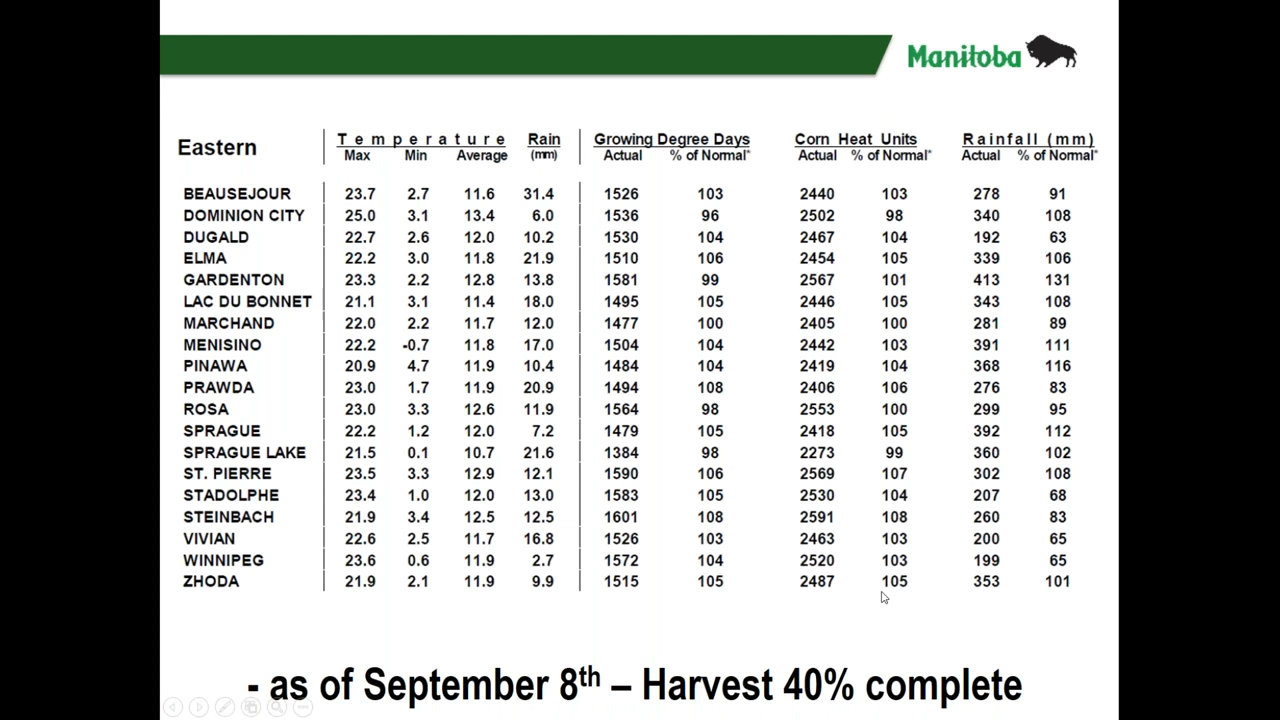 Manitoba
Eastern Temperature Rain Growing Degree Days Corn Heat Units Rainfall (mm)
Max Min Average (mm) Actual % of Normal* Actual % of Normal* Actual % of Normal*
BEAUSEJOUR 23.7 2.7 11.6 31.4 1526 103 2440 103 278 91
DOMINION CITY 25.0 3.1 13.4 6.0 1536 96 2502 98 340 108
DUGALD 22.7 2.6 12.0 10.2 1530 104 2467 104 192 63
ELMA 22.2 3.0 11.8 21.9 1510 106 2454 105 339 106
GARDENTON 23.3 2.2 12.8 13.8 1581 99 2567 101 413 131
LAC DU BONNET 21.1 3.1 11.4 18.0 1495 105 2446 105 343 108
MARCHAND 22.0 2.2 11.7 12.0 1477 100 2405 100 281 89
MENISINO 22.2 -0.7 11.8 17.0 1504 104 2442 103 391 111
PINAWA 20.9 4.7 11.9 10.4 1484 104 2419 104 368 116
PRAWDA 23.0 1.7 11.9 20.9 1494 108 2406 106 276 83
ROSA 23.0 3.3 12.6 11.9 1564 98 2553 100 299 95
SPRAGUE 22.2 1.2 12.0 7.2 1479 105 2418 105 392 112
SPRAGUE LAKE 21.5 0.1 10.7 21.6 1384 98 2273 99 360 102
ST. PIERRE 23.5 3.3 12.9 12.1 1590 106 2569 107 302 108
STADOLPHE 23.4 1.0 12.0 13.0 1583 105 2530 104 207 68
STEINBACH 21.9 3.4 12.5 12.5 1601 108 2591 108 260 83
VIVIAN 22.6 2.5 11.7 16.8 1526 103 2463 103 200 65
WINNIPEG 23.6 0.6 11.9 2.7 1572 104 2520 103 199 65
ZHODA 21.9 2.1 11.9 9.9 1515 105 2487 105 353 101
- as of September 8th – Harvest 40% complete